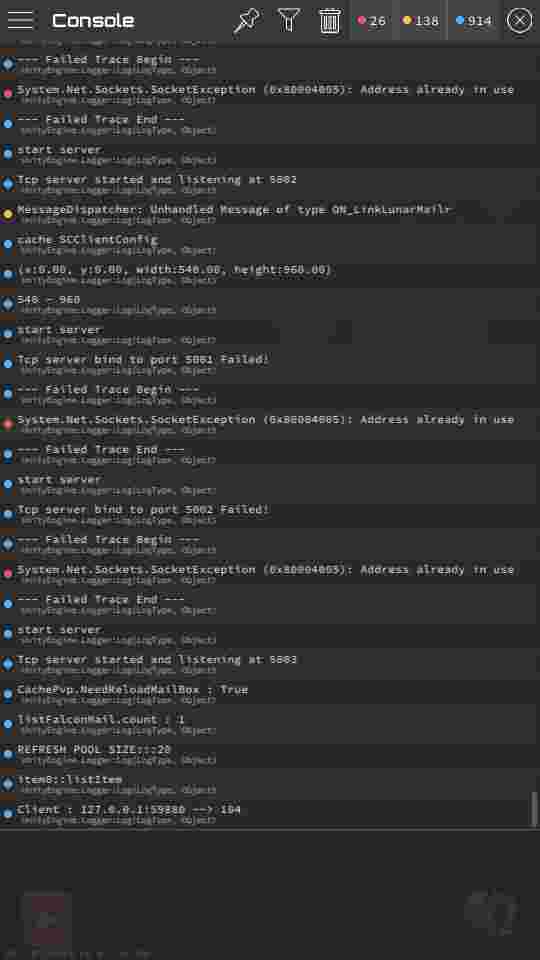 Console
26
138
914
--- Failed Trace Begin ---
UnityEngine.Logger:Log(LogType, Object)
System.Net.Sockets.SocketException (0x80004005): Address already in use
UnityEngine.Logger:Log(LogType, Object)
--- Failed Trace End ---
UnityEngine.Logger:Log(LogType, Object)
start server
UnityEngine.Logger:Log(LogType, Object)
Tcp server started and listening at 5002
UnityEngine.Logger:Log(LogType, Object)
MessageDispatcher: Unhandled Message of type ON_LinkLunarMailr
UnityEngine.Logger:Log(LogType, Object)
cache SCClientConfig
UnityEngine.Logger:Log(LogType, Object)
(x:0.00, y:0.00, width:540.00, height:960.00)
UnityEngine.Logger:Log(LogType, Object)
540 - 960
UnityEngine.Logger:Log(LogType, Object)
start server
UnityEngine.Logger:Log(LogType, Object)
Tcp server bind to port 5001 Failed!
UnityEngine.Logger:Log(LogType, Object)
--- Failed Trace Begin ---
UnityEngine.Logger:Log(LogType, Object)
System.Net.Sockets.SocketException (0x80004005): Address already in use
UnityEngine.Logger:Log(LogType, Object)
--- Failed Trace End ---
UnityEngine.Logger:Log(LogType, Object)
start server
UnityEngine.Logger:Log(LogType, Object)
Tcp server bind to port 5002 Failed!
UnityEngine.Logger:Log(LogType, Object)
--- Failed Trace Begin ---
UnityEngine.Logger:Log(LogType, Object)
System.Net.Sockets.SocketException (0x80004005): Address already in use
UnityEngine.Logger:Log(LogType, Object)
--- Failed Trace End ---
UnityEngine.Logger:Log(LogType, Object)
start server
UnityEngine.Logger:Log(LogType, Object)
Tcp server started and listening at 5003
UnityEngine.Logger:Log(LogType, Object)
CachePvp.NeedReloadMailBox : True
UnityEngine.Logger:Log(LogType, Object)
listFalconMail.count : 1
UnityEngine.Logger:Log(LogType, Object)
REFRESH POOL SIZE:::20
UnityEngine.Logger:Log(LogType, Object)
item0::listItem
UnityEngine.Logger:Log(LogType, Object)
Client : 127.0.0.1:59880 --> 104
UnityEngine.Logger:Log(LogType, Object)